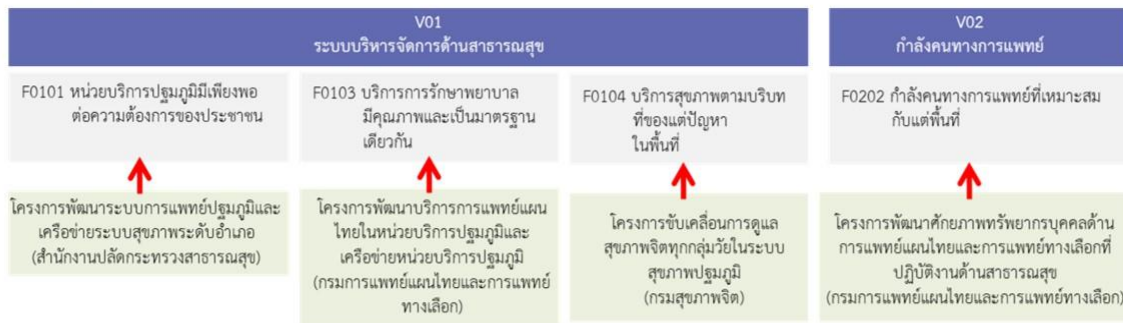 V01
ระบบบริหารจัดการด้านสาธารณสุข
V02
กำลังคนทางการแพทย์
F0101 หน่วยบริการปฐมภูมิมีเพียงพอ
ต่อความต้องการของประชาชน
F0103 บริการการรักษาพยาบาล
มีคุณภาพและเป็นมาตรฐาน
เดียวกัน
F0104 บริการสุขภาพตามบริบท
ที่ของแต่ปัญหา
ในพื้นที่
F0202 กำลังคนทางการแพทย์ที่เหมาะสม
กับแต่พื้นที่
โครงการพัฒนาระบบการแพทย์ปฐมภูมิและ
เครือข่ายระบบสุขภาพระดับอำเภอ
(สำนักงานปลัดกระทรวงสาธารณสุข)
โครงการพัฒนาบริการการแพทย์แผน
ไทยในหน่วยบริการปฐมภูมิและ
เครือข่ายหน่วยบริการปฐมภูมิ
(กรมการแพทย์แผนไทยและการแพทย์
ทางเลือก)
โครงการขับเคลื่อนการดูแล
สุขภาพจิตทุกกลุ่มวัยในระบบ
สุขภาพปฐมภูมิ
(กรมสุขภาพจิต)
โครงการพัฒนาศักยภาพทรัพยากรบุคคลด้าน
การแพทย์แผนไทยและการแพทย์ทางเลือกที่
ปฏิบัติงานด้านสาธารณสุข
(กรมการแพทย์แผนไทยและการแพทย์ทางเลือก)